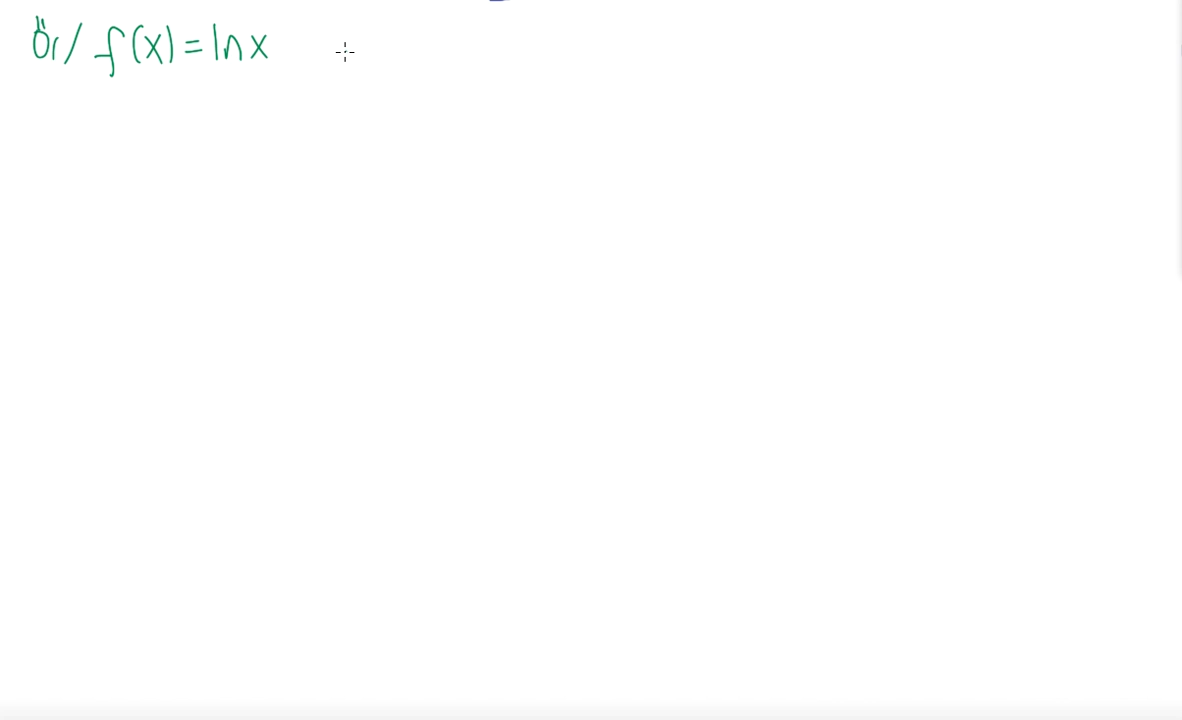 Ör/ f(x) = ln x